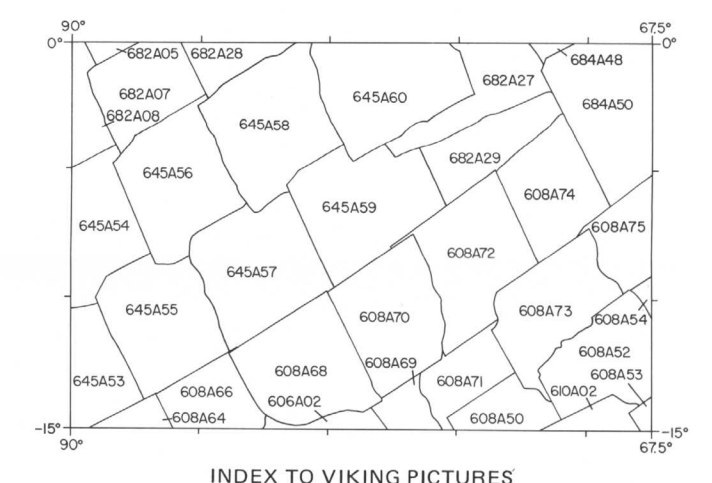 90°
67.5°
0°
0°
682A05
682A28
684A48
682A27
682A07
645A60
684A50
682A08
645A58
682A29
645A56
608A74
645A59
645A54
608A75
608A72
645A57
645A55
608A73
608A70
608A54
608A52
608A69
608A68
608A53
645A53
608A71
608A66
610A02
606A02
608A64
608A50
-15°
-15°
90°
67.5°
INDEX TO VIKING PICTURES